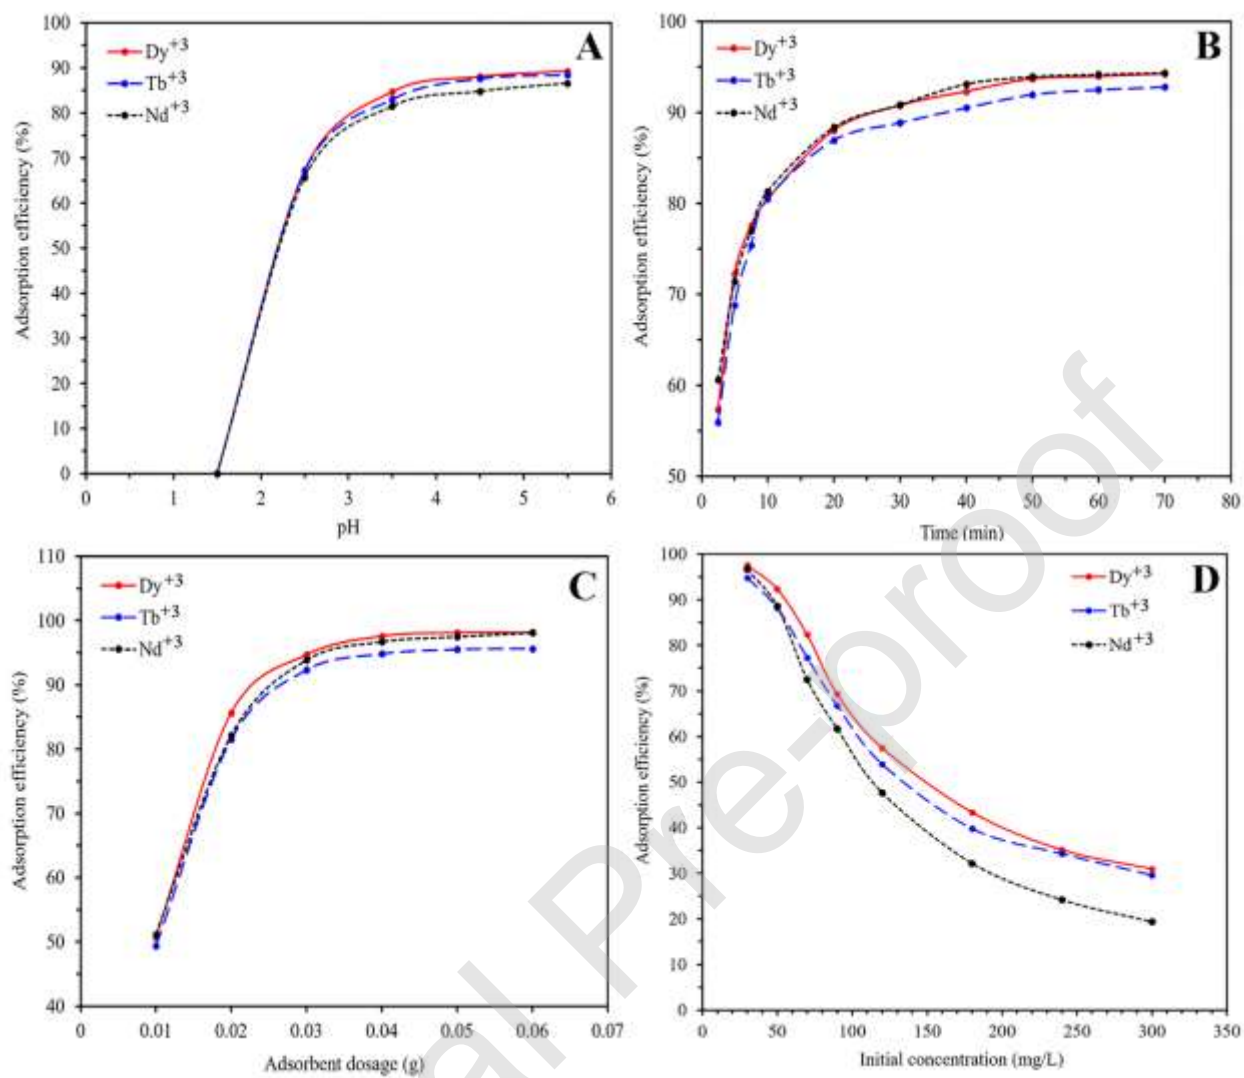 A
Dy+3
Tb+3
Nd+3
Adsorption efficiency (%)
100
90
80
70
60
50
40
30
20
10
0
0 1 2 3 4 5 6
pH
B
Dy+3
Tb+3
Nd+3
Adsorption efficiency (%)
100
90
80
70
60
50
0 10 20 30 40 50 60 70 80
Time (min)
C
Dy+3
Tb+3
Nd+3
Adsorption efficiency (%)
110
100
90
80
70
60
50
40
0 0.01 0.02 0.03 0.04 0.05 0.06 0.07
Adsorbent dosage (g)
D
Dy+3
Tb+3
Nd+3
Adsorption efficiency (%)
100
90
80
70
60
50
40
30
20
10
0
0 50 100 150 200 250 300 350
Initial concentration (mg/L)
al Pre-proof